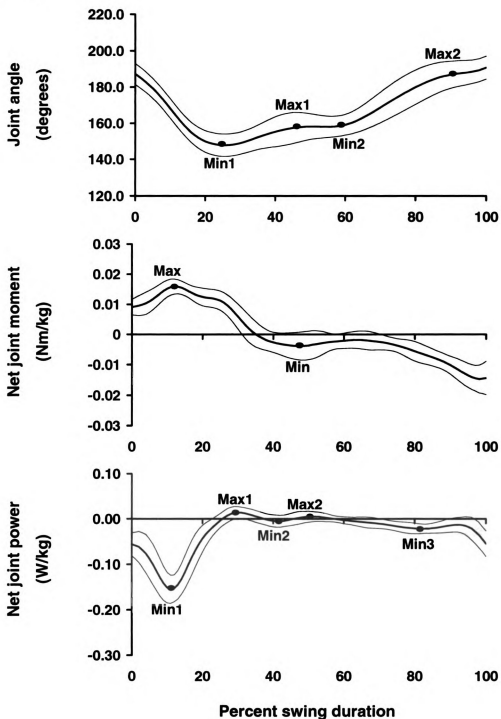 Joint angle
(degrees)
220.0
200.0
180.0
160.0
140.0
120.0
Max2
Max1
Min1
Min2
0 20 40 60 80 100
Net joint moment
(Nm/kg)
0.03
0.02
0.01
0
-0.01
-0.02
-0.03
Max
Min
0 20 40 60 80 100
Net joint power
(W/kg)
0.10
0.00
-0.10
-0.20
-0.30
Max1
Max2
Min2
Min3
Min1
0 20 40 60 80 100
Percent swing duration